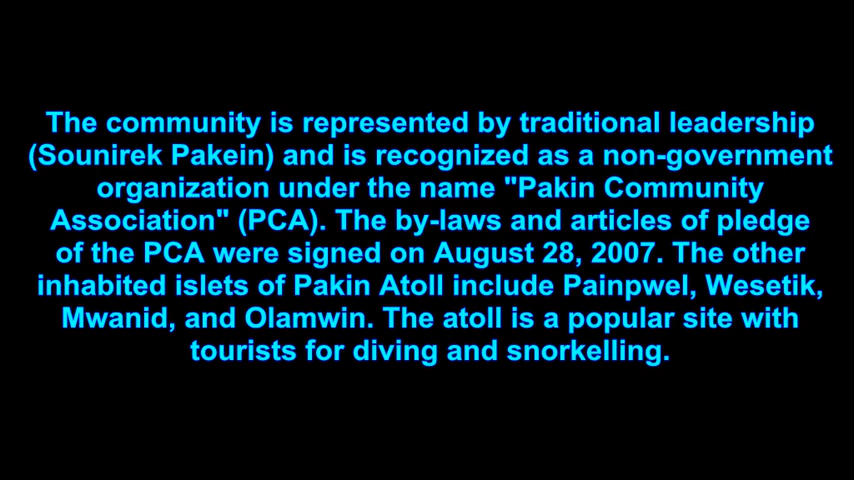 The community is represented by traditional leadership
(Sounirek Pakein) and is recognized as a non-government
organization under the name "Pakin Community
Association" (PCA). The by-laws and articles of pledge
of the PCA were signed on August 28, 2007. The other
inhabited islets of Pakin Atoll include Painpwel, Wesetik,
Mwanid, and Olamwin. The atoll is a popular site with
tourists for diving and snorkelling.